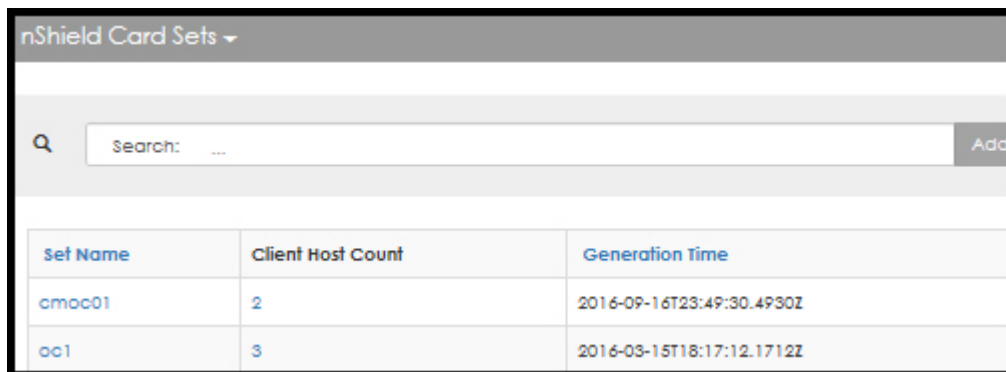 nShield Card Sets
Search: ...
Set Name Client Host Count Generation Time
cmoc01 2 2016-09-16T23:49:30.4930Z
oc1 3 2016-03-15T18:17:12.1712Z